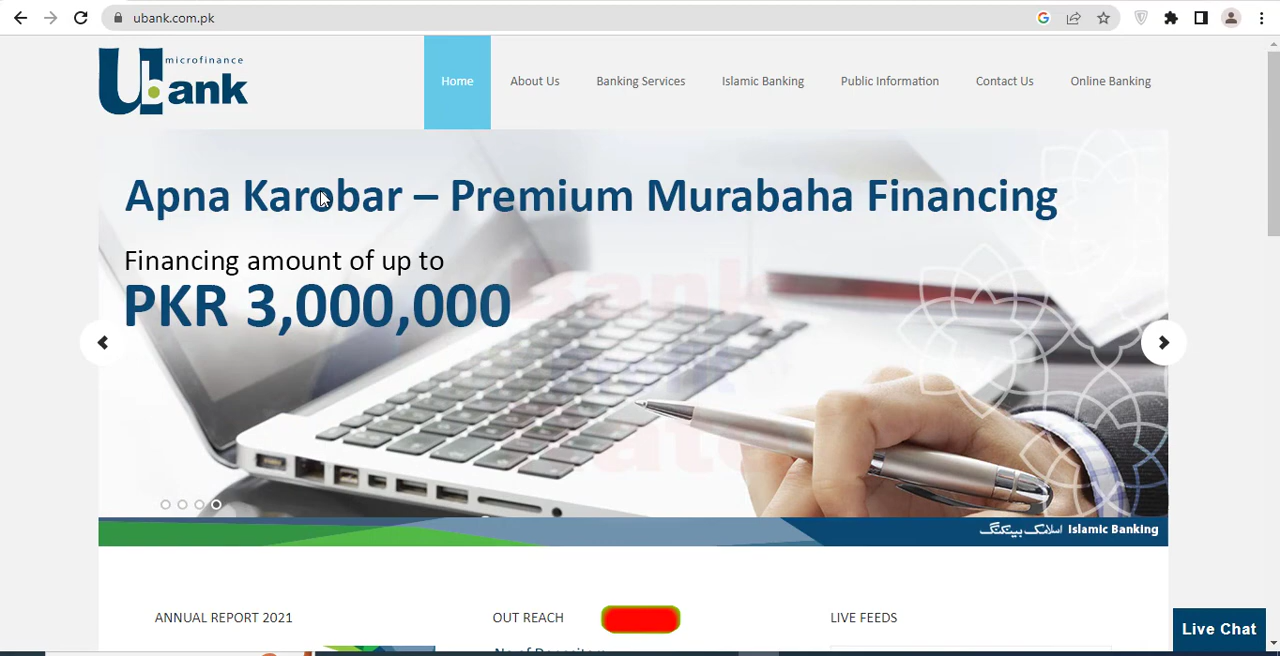 ubank.com.pk
microfinance
Ubank
Home
About Us
Banking Services
Islamic Banking
Public Information
Contact Us
Online Banking
Apna Karobar – Premium Murabaha Financing
Financing amount of up to
PKR 3,000,000
اسلامک بینکنگ Islamic Banking
ANNUAL REPORT 2021
OUT REACH
LIVE FEEDS
Live Chat